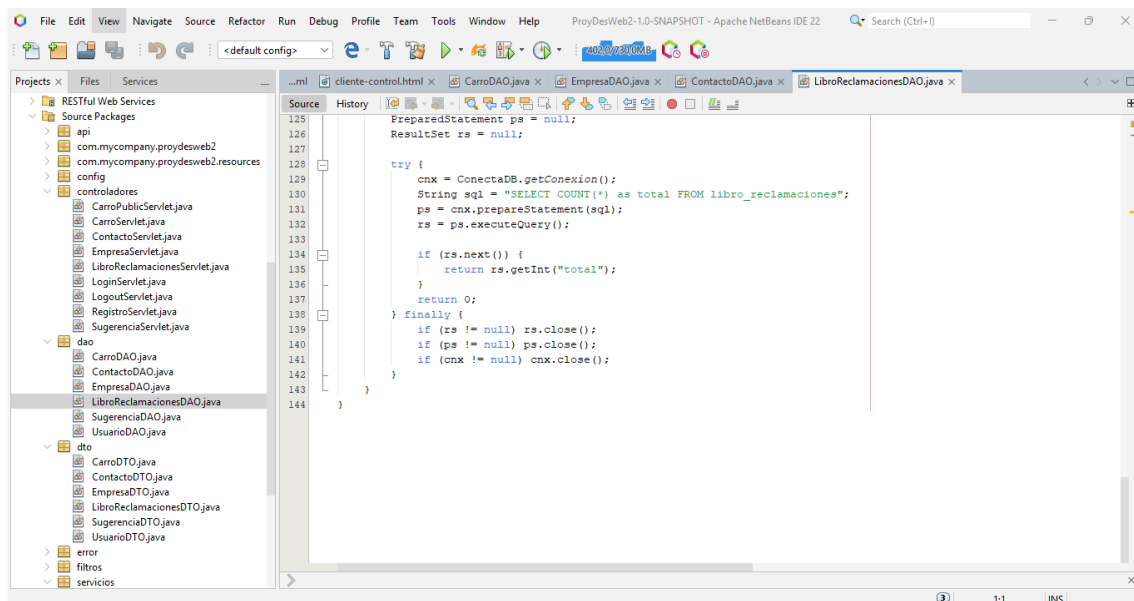 File Edit View Navigate Source Refactor Run Debug Profile Team Tools Window Help ProyDesWeb2-1.0-SNAPSHOT - Apache NetBeans IDE 22 Search (Ctrl+I)
<default config> 402.0/730.0MB
Projects Files Services
...ml cliente-control.html CarroDAO.java EmpresaDAO.java ContactoDAO.java LibroReclamacionesDAO.java
Source History
RESTful Web Services
Source Packages
api
com.mycompany.proydesweb2
com.mycompany.proydesweb2.resources
config
controladores
CarroPublicServlet.java
CarroServlet.java
ContactoServlet.java
EmpresaServlet.java
LibroReclamacionesServlet.java
LoginServlet.java
LogoutServlet.java
RegistroServlet.java
SugerenciaServlet.java
dao
CarroDAO.java
ContactoDAO.java
EmpresaDAO.java
LibroReclamacionesDAO.java
SugerenciaDAO.java
UsuarioDAO.java
dto
CarroDTO.java
ContactoDTO.java
EmpresaDTO.java
LibroReclamacionesDTO.java
SugerenciaDTO.java
UsuarioDTO.java
error
filtros
servicios
125 PreparedStatement ps = null;
126 ResultSet rs = null;
127
128 try {
129 cnx = ConectaDB.getConexion();
130 String sql = "SELECT COUNT(*) as total FROM libro_reclamaciones";
131 ps = cnx.prepareStatement(sql);
132 rs = ps.executeQuery();
133
134 if (rs.next()) {
135 return rs.getInt("total");
136 }
137 return 0;
138 } finally {
139 if (rs != null) rs.close();
140 if (ps != null) ps.close();
141 if (cnx != null) cnx.close();
142 }
143 }
144 }
3 1:1 INS